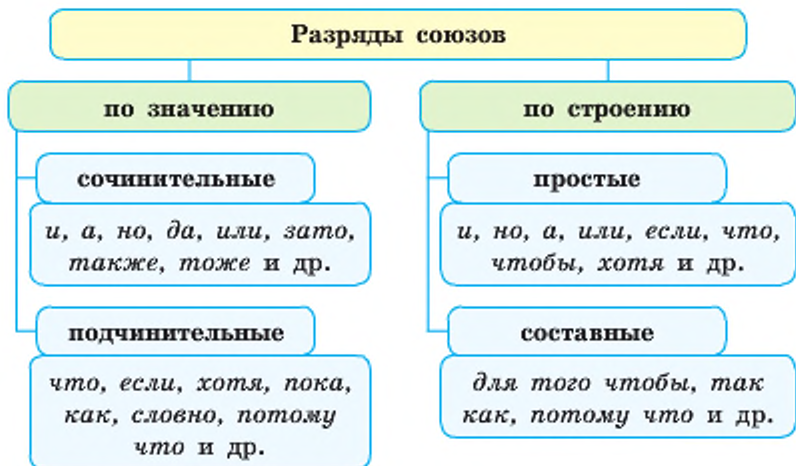 Разряды союзов
по значению
сочинительные
и, а, но, да, или, зато,
также, тоже и др.
подчинительные
что, если, хотя, пока,
как, словно, потому
что и др.
по строению
простые
и, но, а, или, если, что,
чтобы, хотя и др.
составные
для того чтобы, так
как, потому что и др.